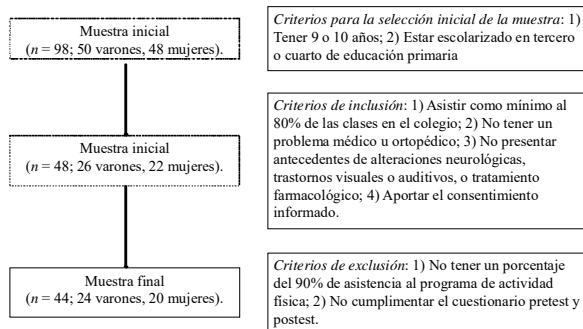 Muestra inicial
(n = 98; 50 varones, 48 mujeres).
Criterios para la selección inicial de la muestra: 1)
Tener 9 o 10 años; 2) Estar escolarizado en tercero
o cuarto de educación primaria
Muestra inicial
(n = 48; 26 varones, 22 mujeres).
Criterios de inclusión: 1) Asistir como mínimo al
80% de las clases en el colegio; 2) No tener un
problema médico u ortopédico; 3) No presentar
antecedentes de alteraciones neurológicas,
trastornos visuales o auditivos, o tratamiento
farmacológico; 4) Aportar el consentimiento
informado.
Muestra final
(n = 44; 24 varones, 20 mujeres).
Criterios de exclusión: 1) No tener un porcentaje
del 90% de asistencia al programa de actividad
física; 2) No cumplimentar el cuestionario pretest y
postest.